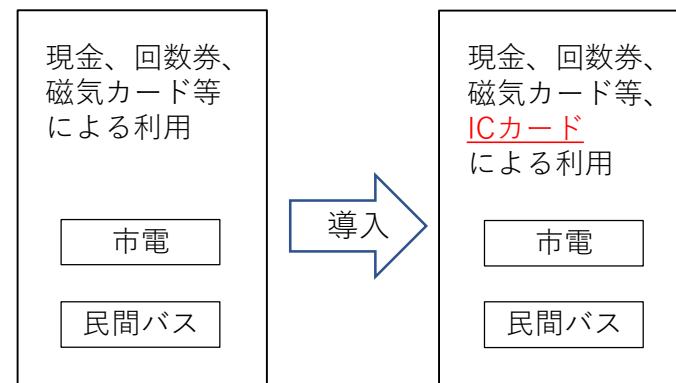 現金、回数券、
磁気カード等
による利用
市電
民間バス
導入
現金、回数券、
磁気カード等、
ICカード
による利用
市電
民間バス